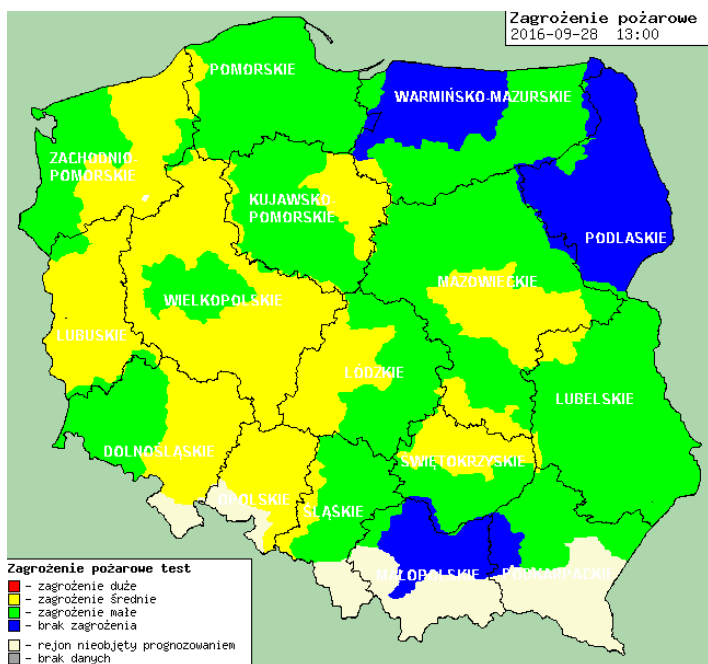 Zagrożenie pożarowe
2016-09-28 13:00
POMORSKIE
WARMIŃSKO-MAZURSKIE
ZACHODNIO-
POMORSKIE
KUJAWSKO-
POMORSKIE
PODLASKIE
MAZOWIECKIE
WIELKOPOLSKIE
LUBUSKIE
ŁÓDZKIE
LUBELSKIE
DOLNOŚLĄSKIE
ŚWIĘTOKRZYSKIE
OPOLSKIE
ŚLĄSKIE
MAŁOPOLSKIE
PODKARPACKIE
Zagrożenie pożarowe test
– zagrożenie duże
– zagrożenie średnie
– zagrożenie małe
– brak zagrożenia
– rejon nieobjęty prognozowaniem
– brak danych